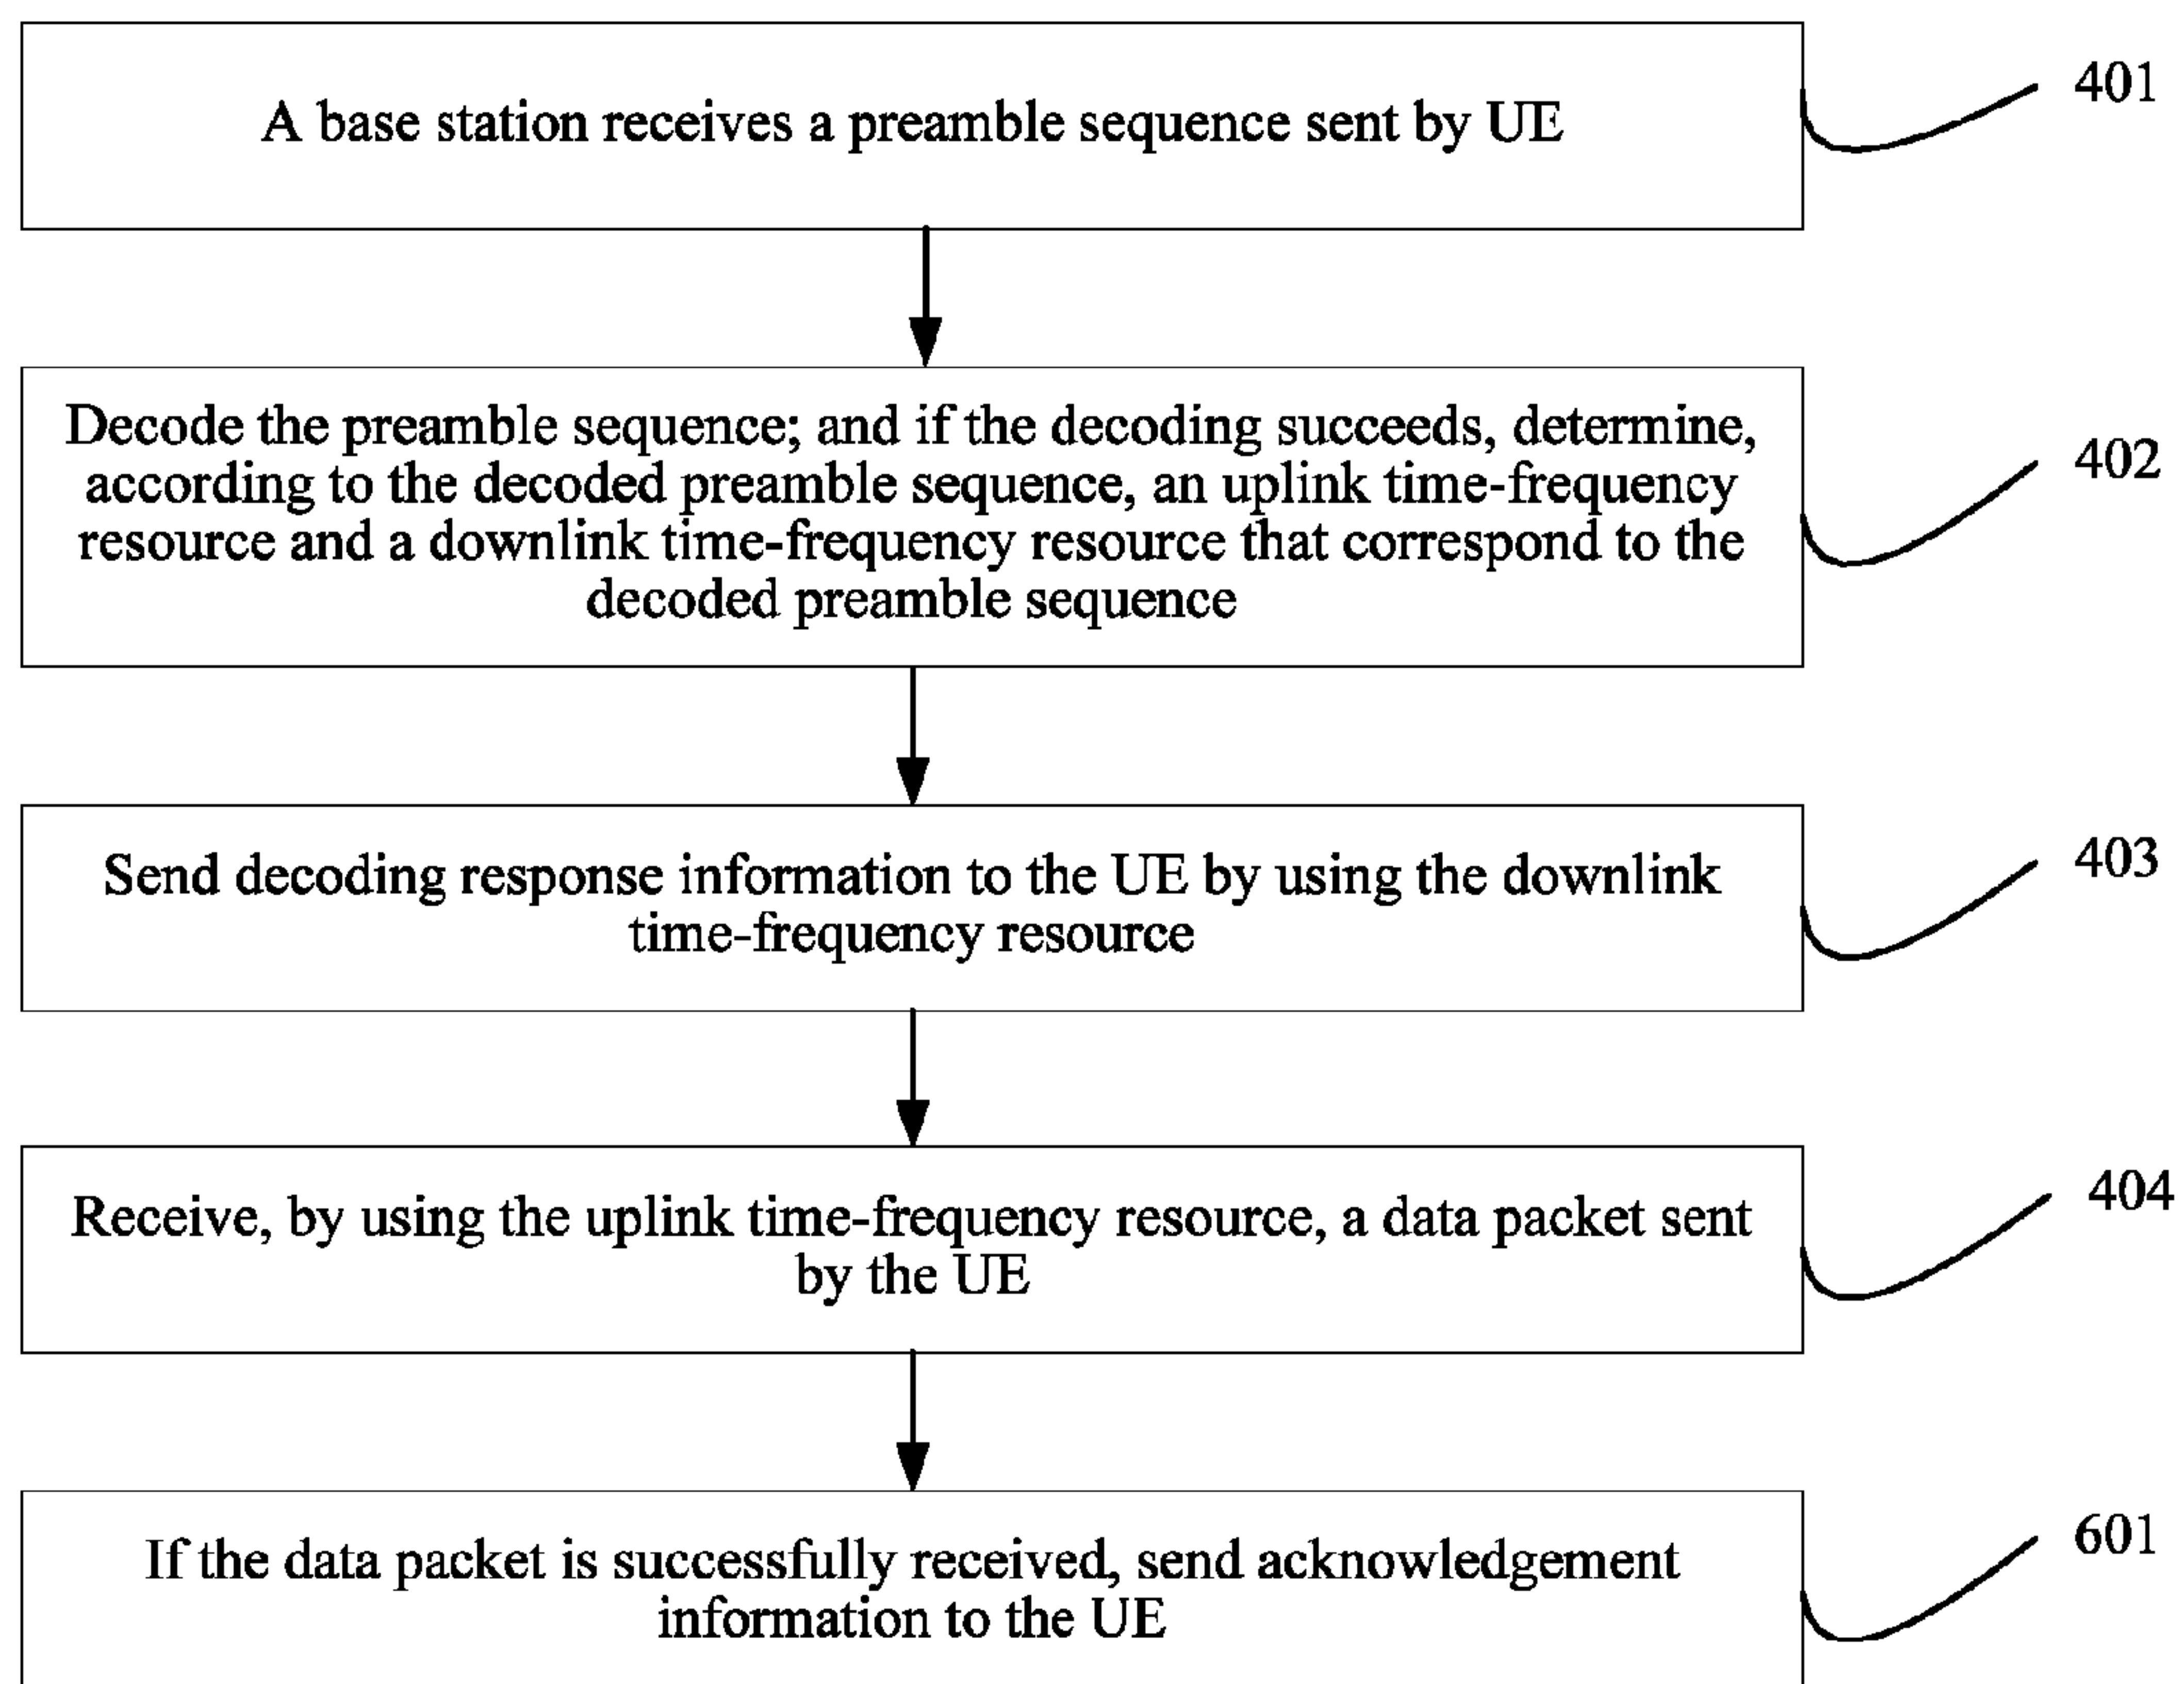 A base station receives a preamble sequence sent by UE
401
Decode the preamble sequence; and if the decoding succeeds, determine,
according to the decoded preamble sequence, an uplink time-frequency
resource and a downlink time-frequency resource that correspond to the
decoded preamble sequence
402
Send decoding response information to the UE by using the downlink
time-frequency resource
403
Receive, by using the uplink time-frequency resource, a data packet sent
by the UE
404
If the data packet is successfully received, send acknowledgement
information to the UE
601